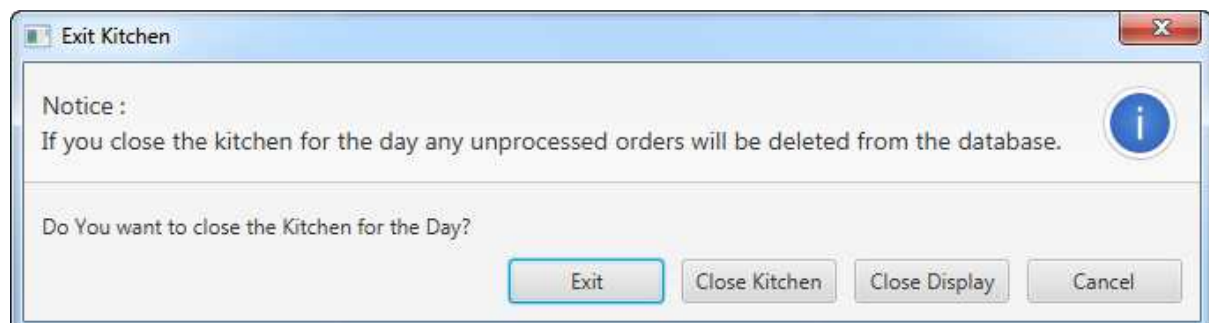 Exit Kitchen
Notice :
If you close the kitchen for the day any unprocessed orders will be deleted from the database.
Do You want to close the Kitchen for the Day?
Exit Close Kitchen Close Display Cancel